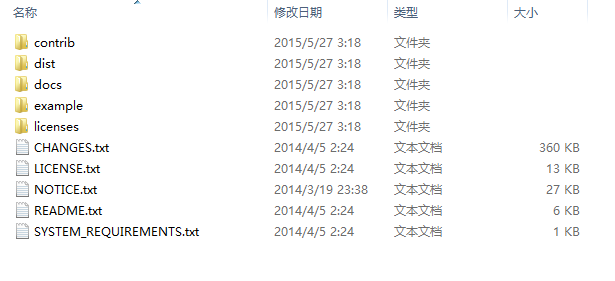 名称 修改日期 类型 大小
contrib 2015/5/27 3:18 文件夹
dist 2015/5/27 3:18 文件夹
docs 2015/5/27 3:18 文件夹
example 2015/5/27 3:18 文件夹
licenses 2015/5/27 3:18 文件夹
CHANGES.txt 2014/4/5 2:24 文本文档 360 KB
LICENSE.txt 2014/4/5 2:24 文本文档 13 KB
NOTICE.txt 2014/3/19 23:38 文本文档 27 KB
README.txt 2014/4/5 2:24 文本文档 6 KB
SYSTEM_REQUIREMENTS.txt 2014/4/5 2:24 文本文档 1 KB